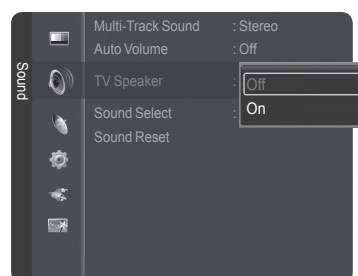 Sound
Multi-Track Sound : Stereo
Auto Volume : Off
TV Speaker : Off
On
Sound Select :
Sound Reset